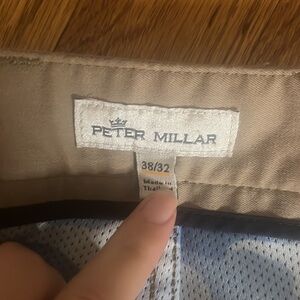 PETER MILLAR
38/32
Made in
Thailand